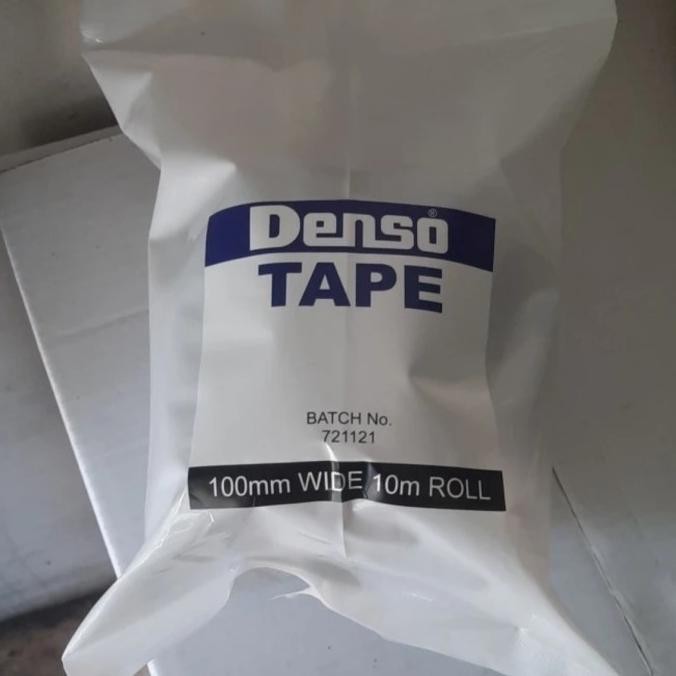 Denso®
TAPE
BATCH No.
721121
100mm WIDE 10m ROLL